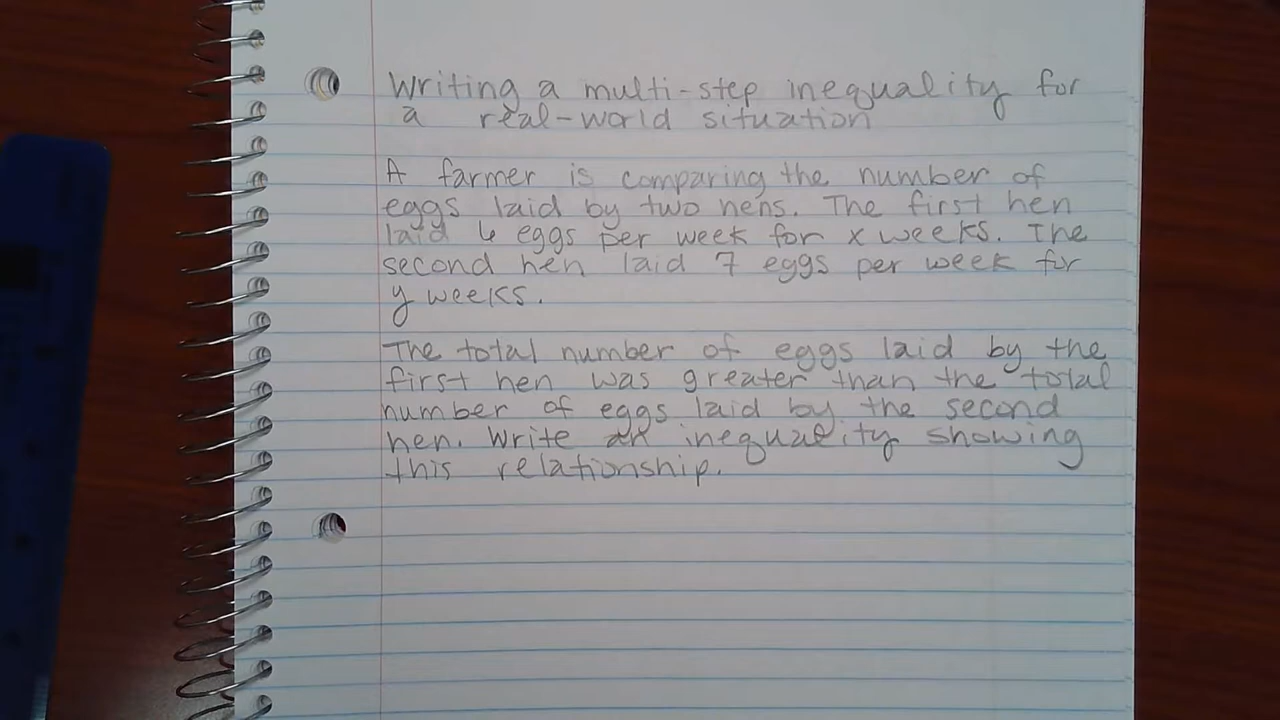 Writing a multi-step inequality for
a real-world situation
A farmer is comparing the number of
eggs laid by two hens. The first hen
laid 6 eggs per week for x weeks. The
second hen laid 7 eggs per week for
y weeks.
The total number of eggs laid by the
first hen was greater than the total
number of eggs laid by the second
hen. Write an inequality showing
this relationship.